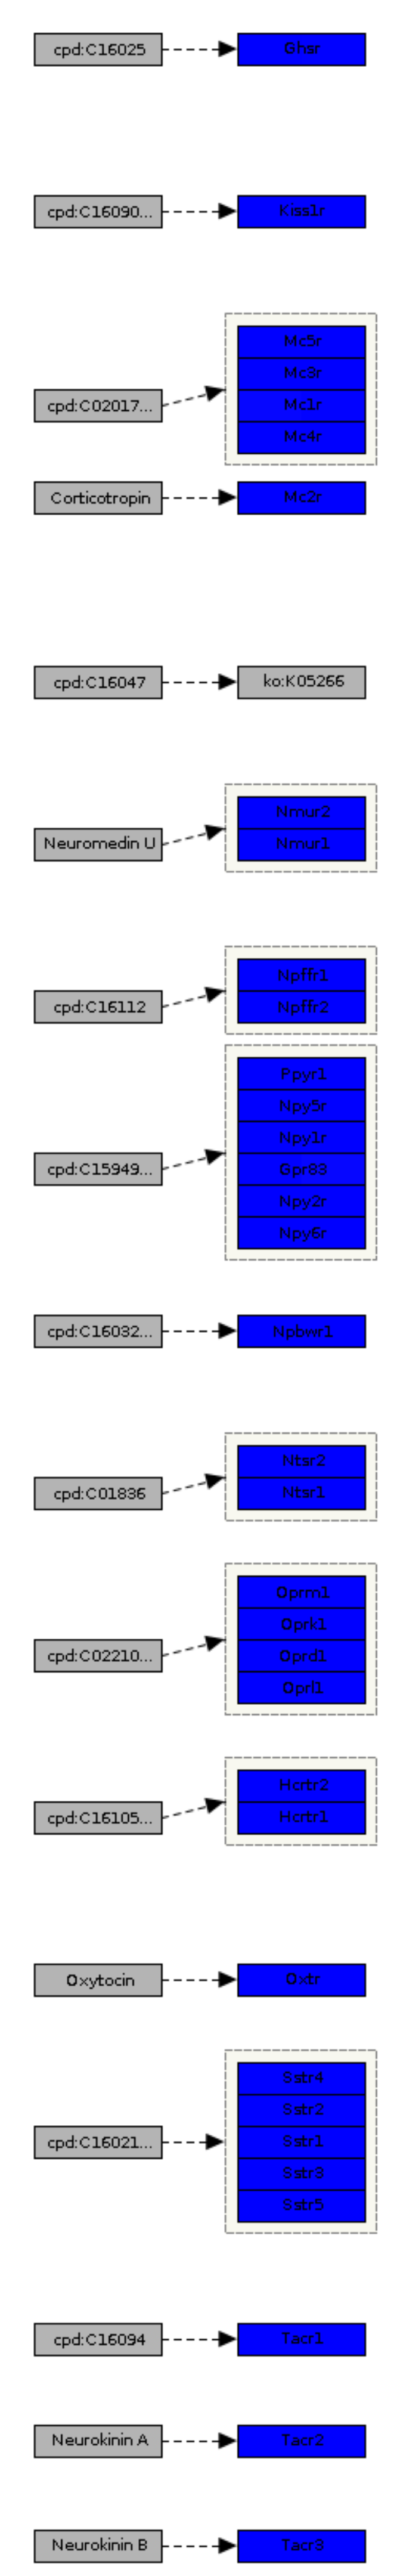 cpd:C16025
Ghsr
cpd:C16090...
Kiss1r
Mc5r
Mc3r
cpd:C02017...
Mc1r
Mc4r
Corticotropin
Mc2r
cpd:C16047
ko:K05266
Nmur2
Neuromedin U
Nmur1
Npffr1
cpd:C16112
Npffr2
Ppyr1
Npy5r
Npy1r
cpd:C15949...
Gpr83
Npy2r
Npy6r
cpd:C16032...
Npbwr1
Ntsr2
cpd:C01836
Ntsr1
Oprm1
Oprk1
cpd:C02210...
Oprd1
Oprl1
Hcrtr2
cpd:C16105...
Hcrtr1
Oxytocin
Oxtr
Sstr4
Sstr2
cpd:C16021...
Sstr1
Sstr3
Sstr5
cpd:C16094
Tacr1
Neurokinin A
Tacr2
Neurokinin B
Tacr3